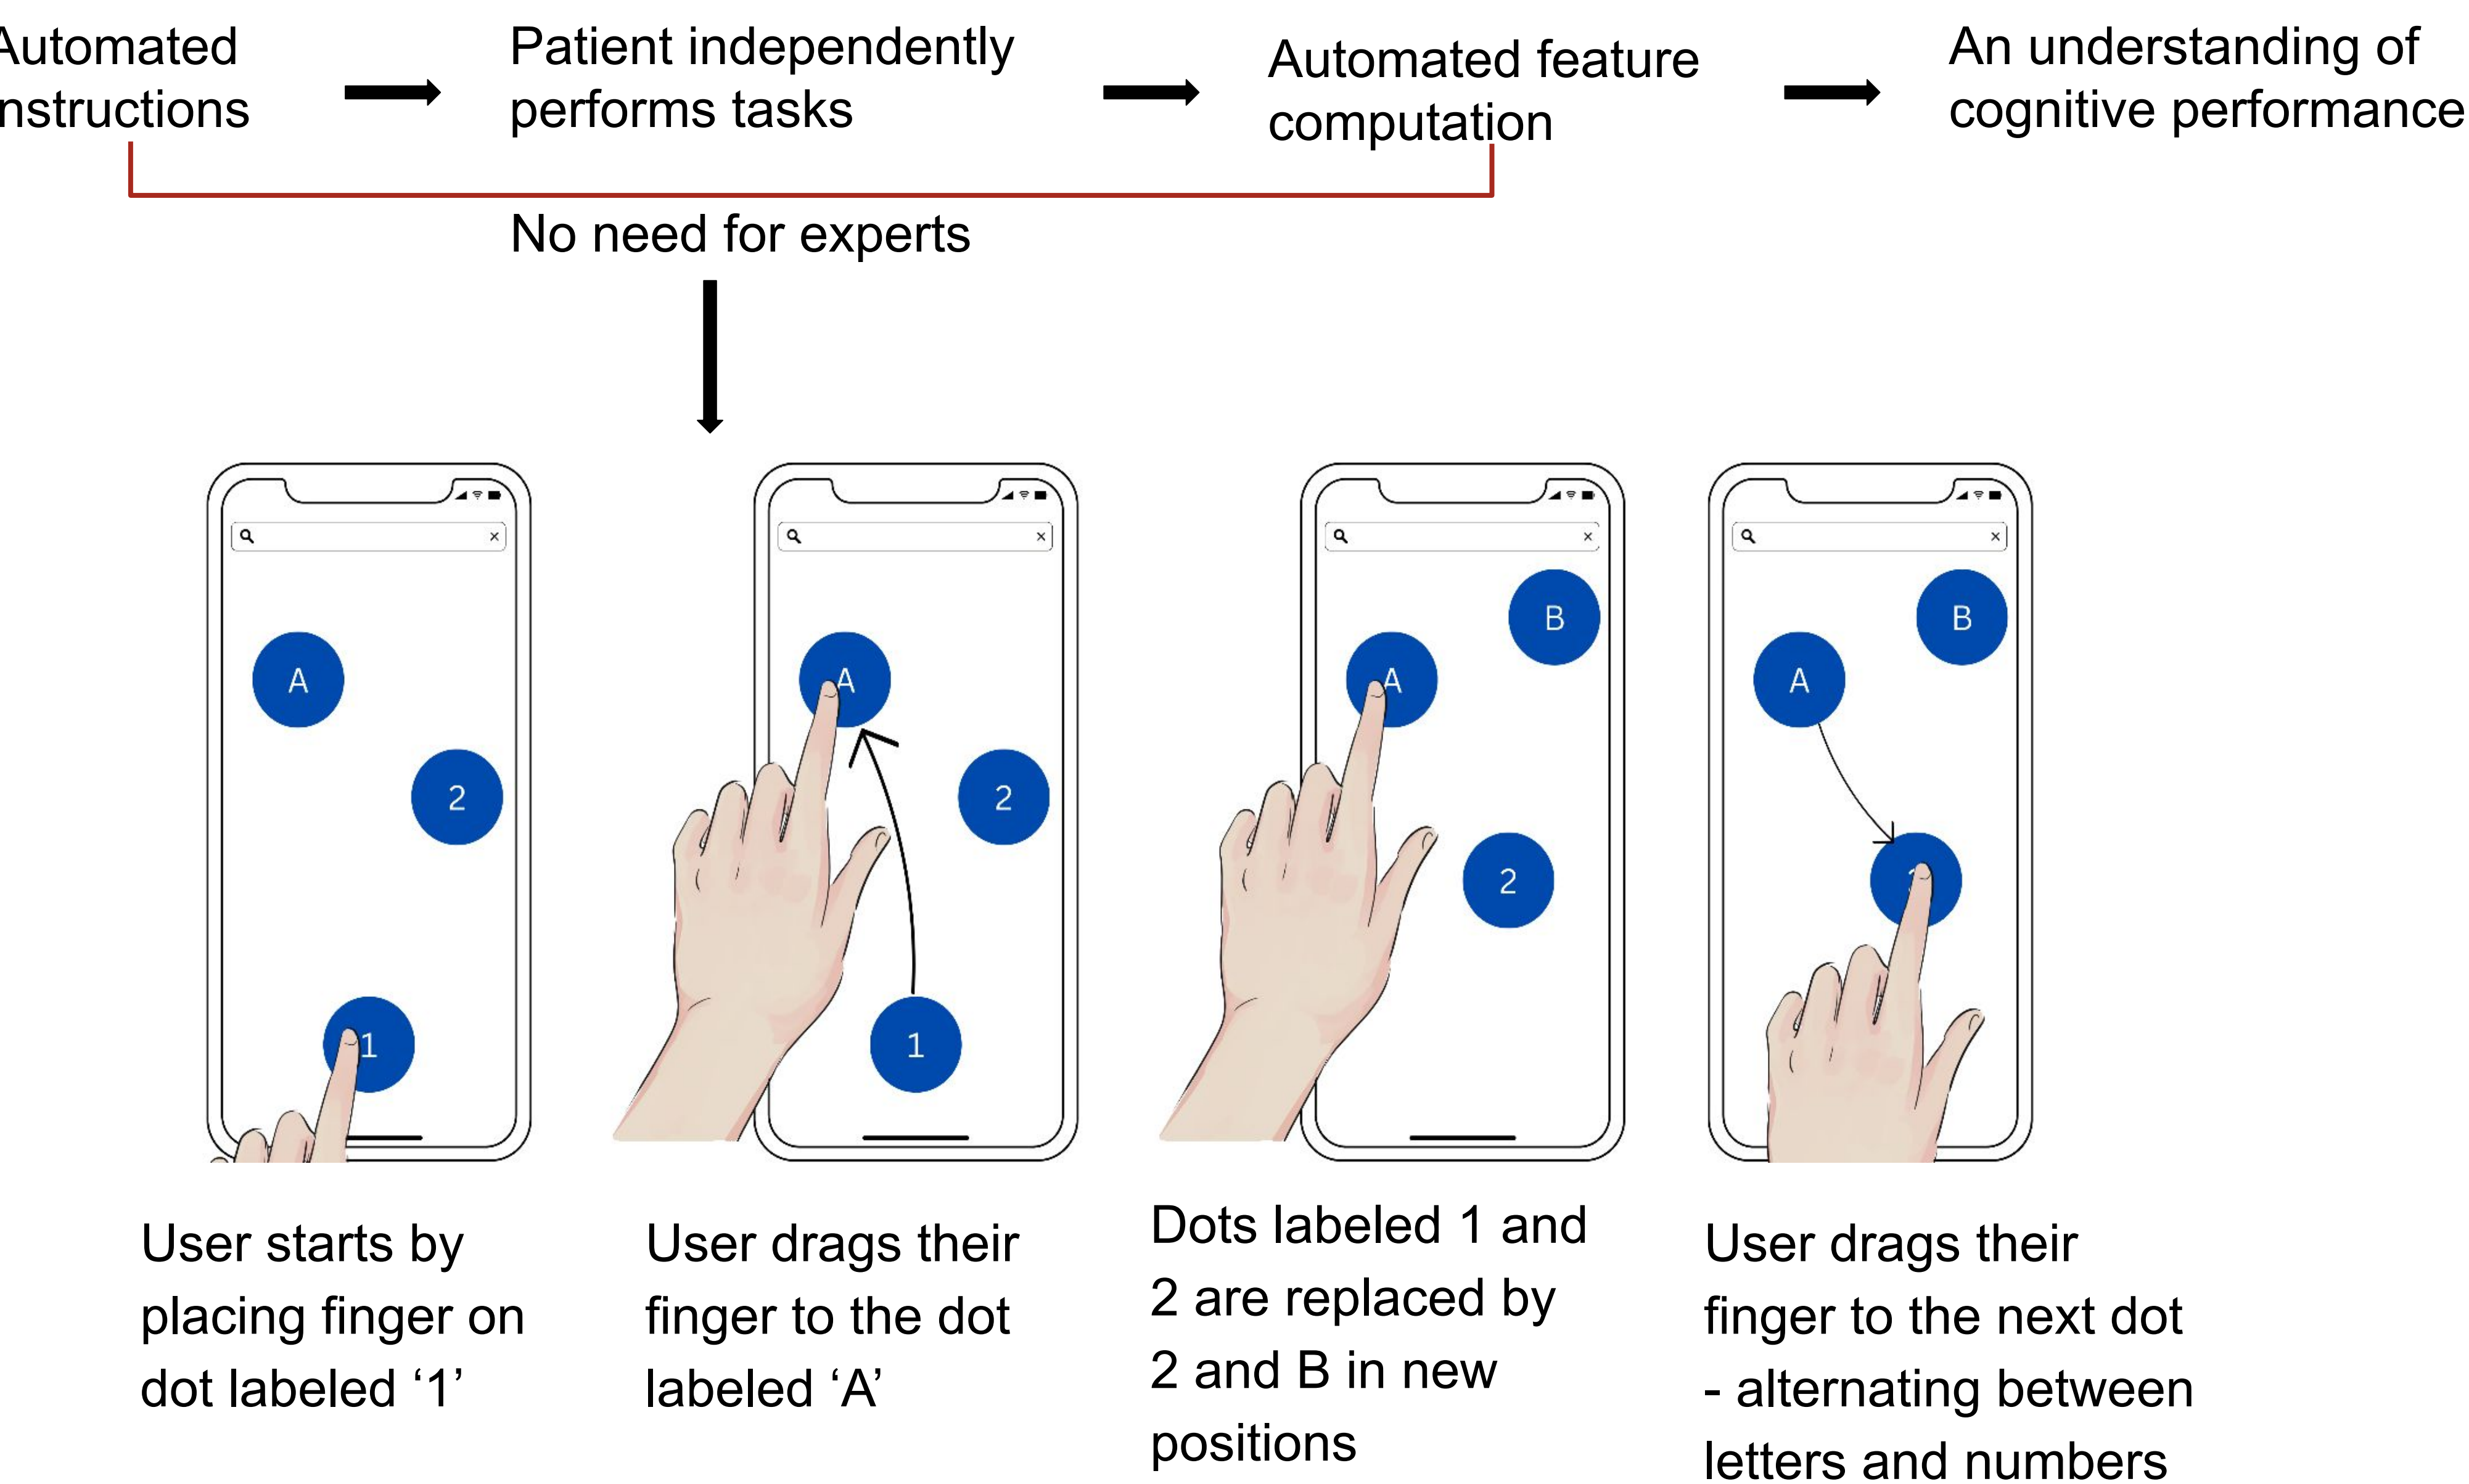 Automated
instructions
Patient independently
performs tasks
Automated feature
computation
An understanding of
cognitive performance
No need for experts
A
2
1
A
2
1
B
A
2
B
A
User starts by
placing finger on
dot labeled ‘1’
User drags their
finger to the dot
labeled ‘A’
Dots labeled 1 and
2 are replaced by
2 and B in new
positions
User drags their
finger to the next dot
- alternating between
letters and numbers